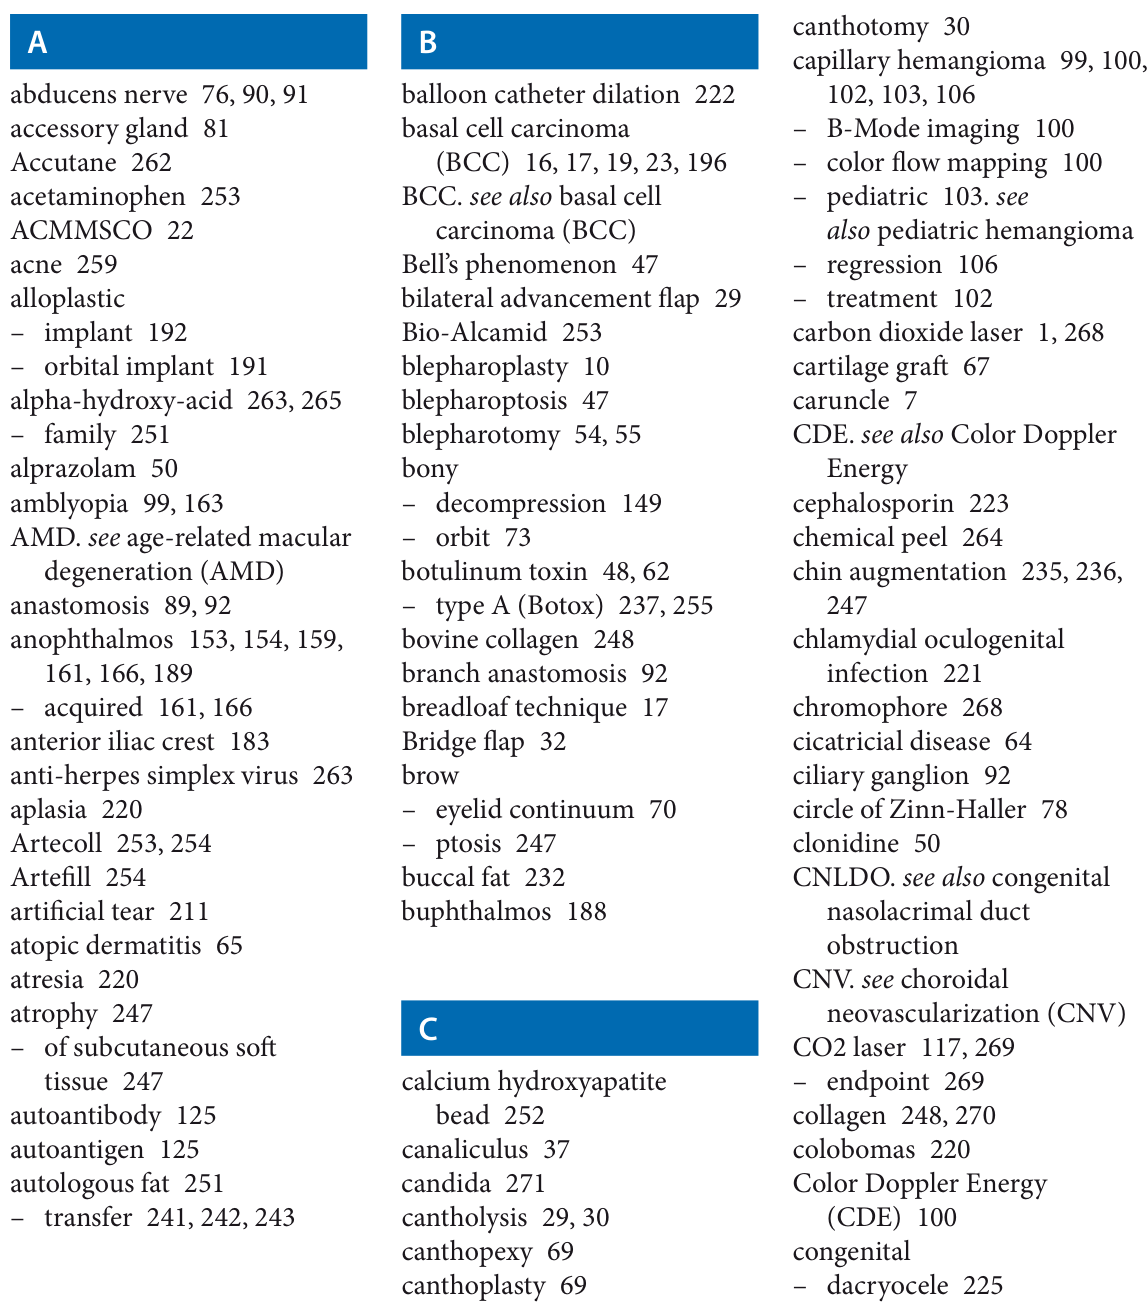 A
abducens nerve 76, 90, 91
accessory gland 81
Accutane 262
acetaminophen 253
ACMMSCO 22
acne 259
alloplastic
– implant 192
– orbital implant 191
alpha-hydroxy-acid 263, 265
– family 251
alprazolam 50
amblyopia 99, 163
AMD. see age-related macular
degeneration (AMD)
anastomosis 89, 92
anophthalmos 153, 154, 159,
161, 166, 189
– acquired 161, 166
anterior iliac crest 183
anti-herpes simplex virus 263
aplasia 220
Artecoll 253, 254
Artefill 254
artificial tear 211
atopic dermatitis 65
atresia 220
atrophy 247
– of subcutaneous soft
tissue 247
autoantibody 125
autoantigen 125
autologous fat 251
– transfer 241, 242, 243
B
balloon catheter dilation 222
basal cell carcinoma
(BCC) 16, 17, 19, 23, 196
BCC. see also basal cell
carcinoma (BCC)
Bell's phenomenon 47
bilateral advancement flap 29
Bio-Alcamid 253
blepharoplasty 10
blepharoptosis 47
blepharotomy 54, 55
bony
– decompression 149
– orbit 73
botulinum toxin 48, 62
– type A (Botox) 237, 255
bovine collagen 248
branch anastomosis 92
breadloaf technique 17
Bridge flap 32
brow
– eyelid continuum 70
– ptosis 247
buccal fat 232
buphthalmos 188
C
calcium hydroxyapatite
bead 252
canaliculus 37
candida 271
cantholysis 29, 30
canthopexy 69
canthoplasty 69
canthotomy 30
capillary hemangioma 99, 100,
102, 103, 106
– B-Mode imaging 100
– color flow mapping 100
– pediatric 103. see
also pediatric hemangioma
– regression 106
– treatment 102
carbon dioxide laser 1, 268
cartilage graft 67
caruncle 7
CDE. see also Color Doppler
Energy
cephalosporin 223
chemical peel 264
chin augmentation 235, 236,
247
chlamydial oculogenital
infection 221
chromophore 268
cicatricial disease 64
ciliary ganglion 92
circle of Zinn-Haller 78
clonidine 50
CNLDO. see also congenital
nasolacrimal duct
obstruction
CNV. see choroidal
neovascularization (CNV)
CO2 laser 117, 269
– endpoint 269
collagen 248, 270
colobomas 220
Color Doppler Energy
(CDE) 100
congenital
– dacryocele 225